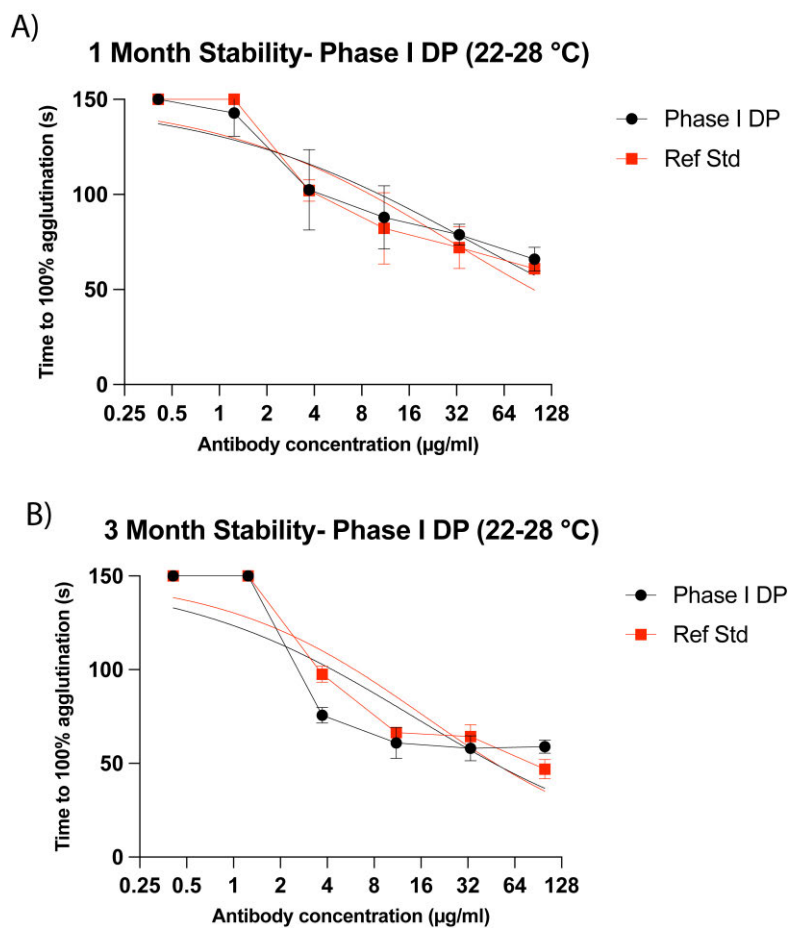 A)
1 Month Stability- Phase I DP (22-28 °C)
Time to 100% agglutination (s)
150
100
50
0
0.25 0.5 1 2 4 8 16 32 64 128
Antibody concentration (µg/ml)
Phase I DP
Ref Std
B)
3 Month Stability- Phase I DP (22-28 °C)
Time to 100% agglutination (s)
150
100
50
0
0.25 0.5 1 2 4 8 16 32 64 128
Antibody concentration (µg/ml)
Phase I DP
Ref Std